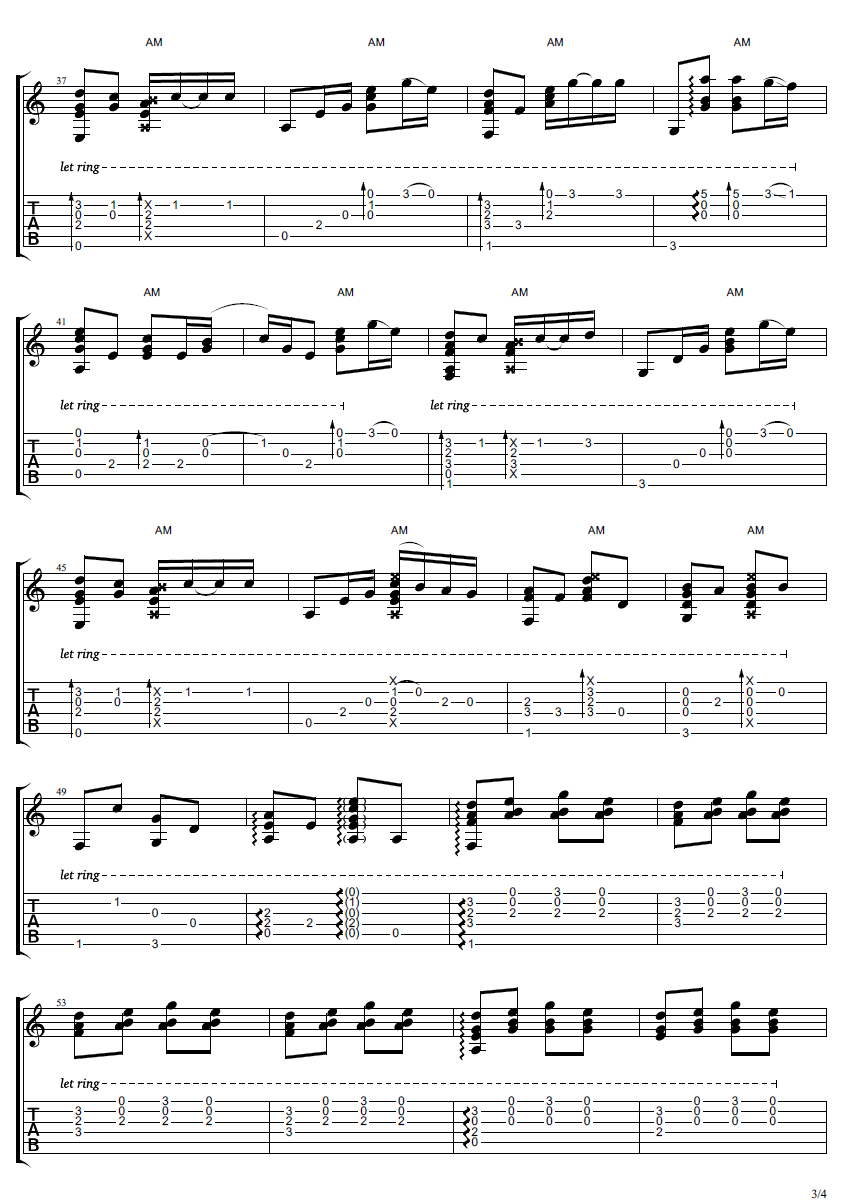 AM AM AM AM
37
let ring
T 3 1 X 1 1 0 3 0 3 0 3 3 5 5 3 1
A 0 0 2 0 1 2 1 0 0
B 2 2 2 0 3 3 2 0 0
0 X 0 1 3
AM AM AM AM
41
let ring let ring
0 0 3 0 0 3 0
T 1 1 0 1 1 3 1 X 1 3 0
A 0 0 0 0 0 2 2 0 0
B 2 2 2 2 3 3 0
0 0 X
1 3
AM AM AM AM
45
let ring
X X X
T 3 1 X 1 1 1 0 3 0 0 0
A 0 0 2 0 0 2 0 2 2 0 2 0
B 2 2 2 2 3 3 3 0 0 0
X 0 X X
0 1 3
49
let ring
(0) 0 3 0 0 3 0
T 1 (1) 3 0 0 0 3 0 0 0
A 0 2 (0) 2 2 2 2 2 2 2 2
B 0 2 2 (2) 3 3
0 (0) 0
1 3 1
53
let ring
0 3 0 0 3 0 0 3 0 0 3 0
T 3 0 0 0 3 0 0 0 3 0 0 0 3 0 0 0
A 2 2 2 2 2 2 2 2 0 0 0 0 0 0 0 0
B 3 3 2 2
0
3/4